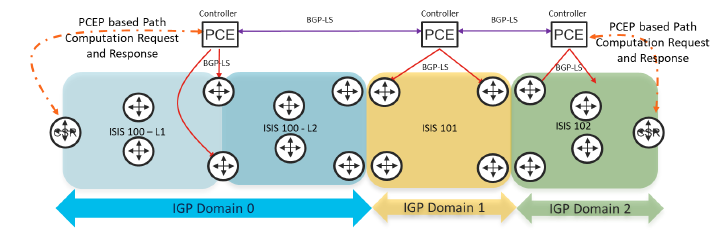 Controller
Controller
Controller
PCEP based Path
Computation Request
and Response
PCE
BGP-LS
PCE
BGP-LS
PCE
PCEP based Path
Computation Request
and Response
BGP-LS
BGP-LS
BGP-LS
CSR
ISIS 100 – L1
ISIS 100 - L2
ISIS 101
ISIS 102
CSR
IGP Domain 0
IGP Domain 1
IGP Domain 2